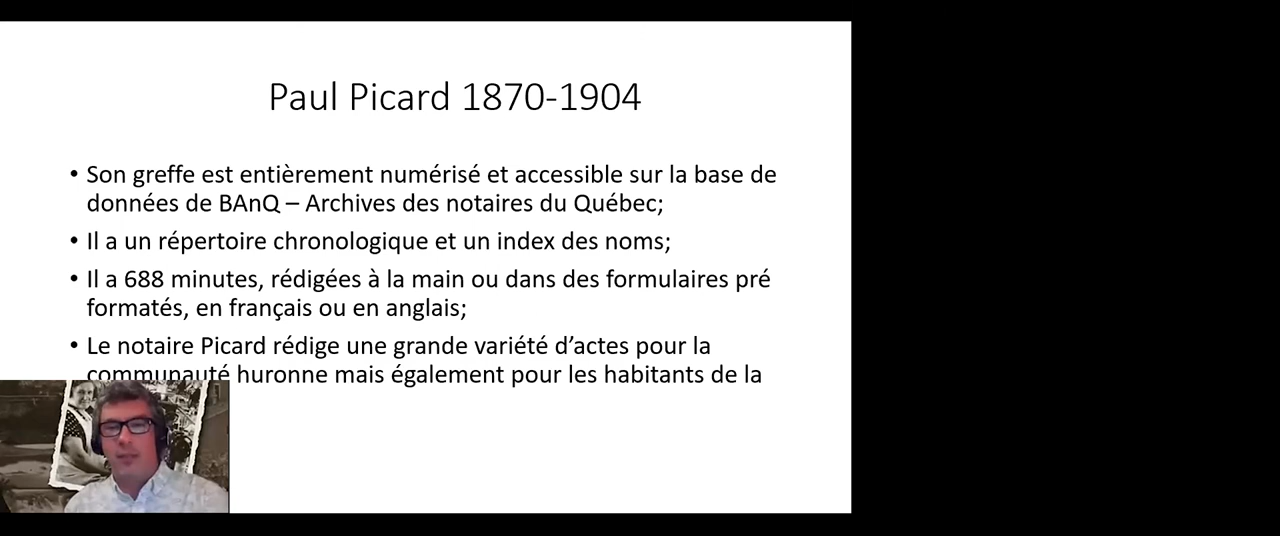 Paul Picard 1870-1904
• Son greffe est entièrement numérisé et accessible sur la base de
données de BAnQ – Archives des notaires du Québec;
• Il a un répertoire chronologique et un index des noms;
• Il a 688 minutes, rédigées à la main ou dans des formulaires pré
formatés, en français ou en anglais;
• Le notaire Picard rédige une grande variété d’actes pour la
communauté huronne mais également pour les habitants de la